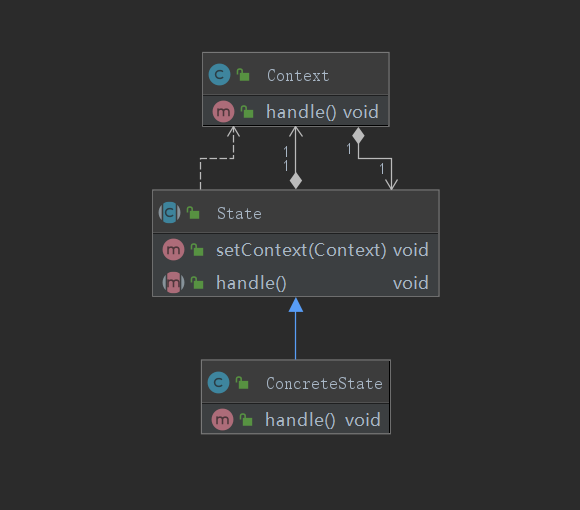 C Context
m handle() void
1
1
1
1
C State
m setContext(Context) void
m handle() void
C ConcreteState
m handle() void